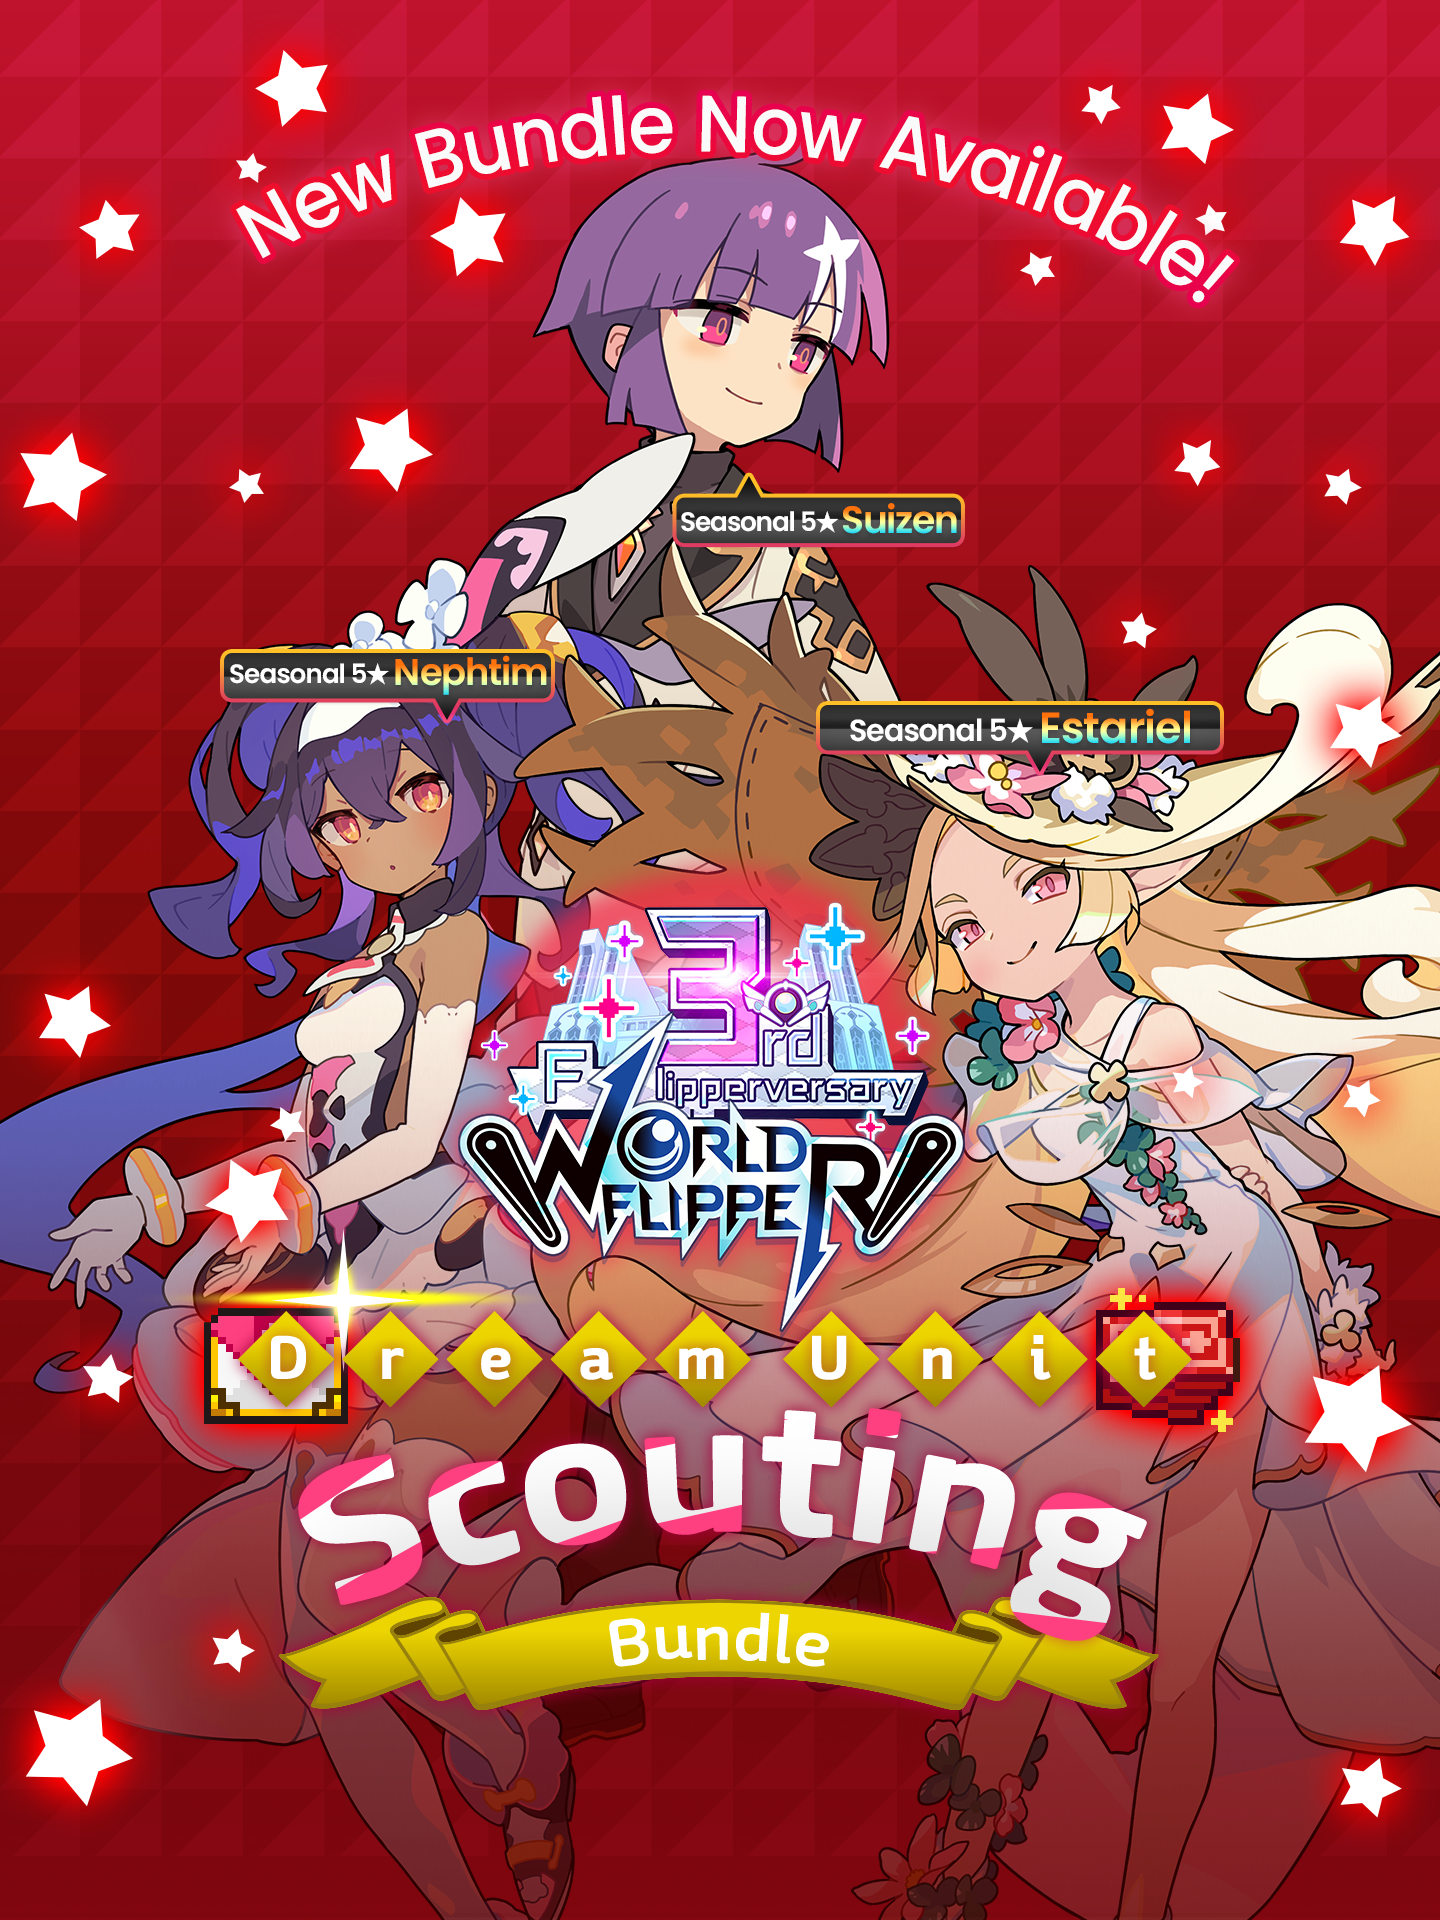 New Bundle Now Available!
Seasonal 5★ Suizen
Seasonal 5★ Nephtim
Seasonal 5★ Estariel
3rd
Flipperversary
WORLD
FLIPPER
Dream Unit
Scouting
Bundle